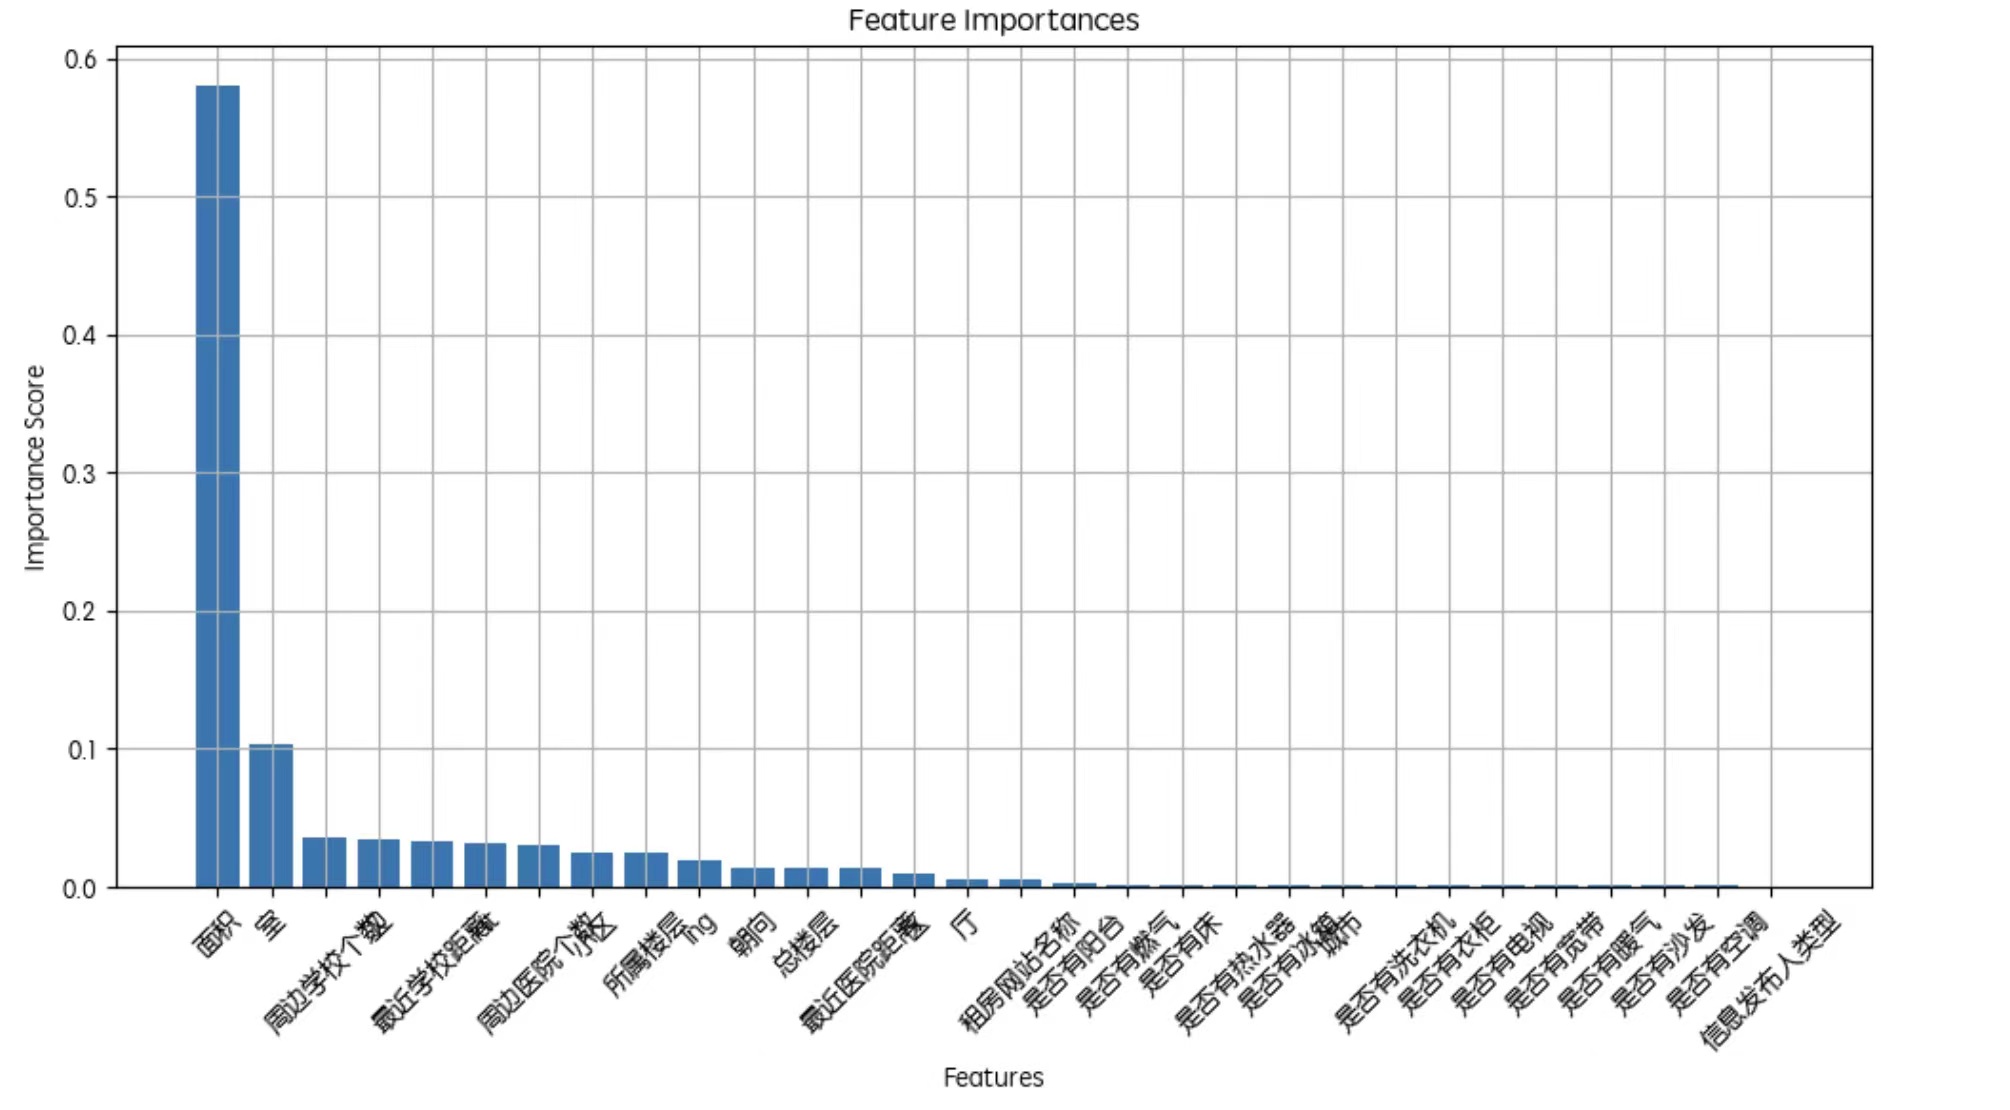 Feature Importances
0.6
0.5
0.4
0.3
0.2
0.1
0.0
Importance Score
面积
室
周边学校个数
最近学校距离
周边医院个数
小区
所属楼层
lng
朝向
总楼层
最近医院距离
区
厅
租房网站名称
是否有阳台
是否有燃气
是否有床
是否有热水器
是否有冰箱
城市
是否有洗衣机
是否有衣柜
是否有电视
是否有宽带
是否有暖气
是否有沙发
是否有空调
信息发布人类型
Features